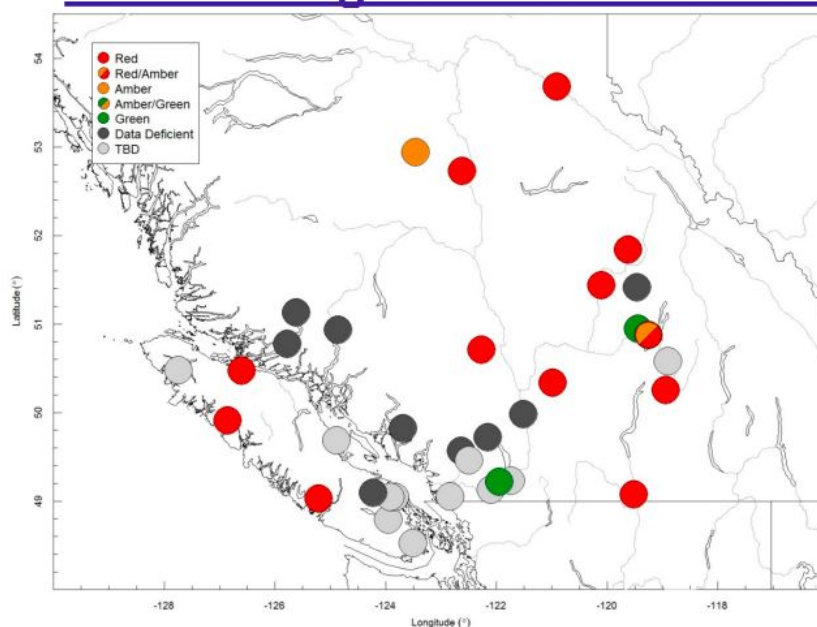 Red
Red/Amber
Amber
Amber/Green
Green
Data Deficient
TBD
54
53
52
51
50
49
Latitude (°)
-128
-126
-124
-122
-120
-118
Longitude (°)